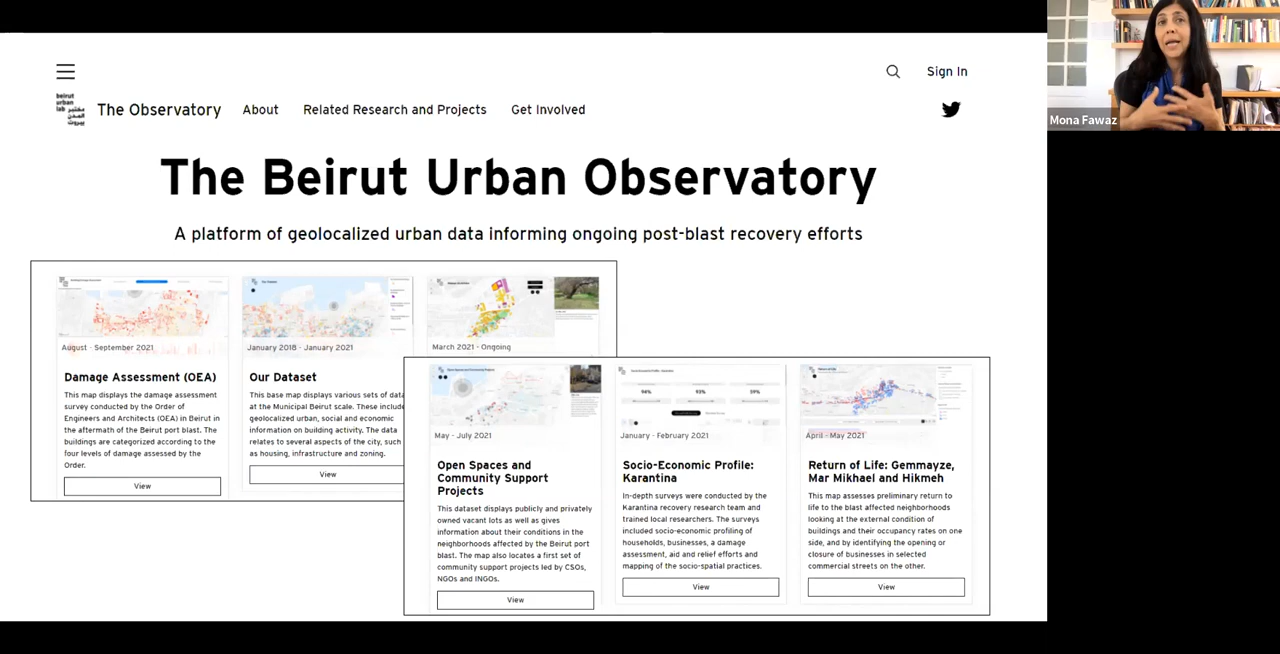 Sign In
beirut
urban
lab
مختبر
المدن
بيروت
The Observatory
About
Related Research and Projects
Get Involved
Mona Fawaz
The Beirut Urban Observatory
A platform of geolocalized urban data informing ongoing post-blast recovery efforts
August - September 2021
Damage Assessment (OEA)
This map displays the damage assessment
survey conducted by the Order of
Engineers and Architects (OEA) in Beirut in
the aftermath of the Beirut port blast. The
buildings are categorized according to the
four levels of damage assessed by the
Order.
View
January 2018 - January 2021
Our Dataset
This base map displays various sets of data
at the Municipal Beirut scale. These include
geolocalized urban, social and economic
information on building activity. The data
relates to several aspects of the city, such
as housing, infrastructure and zoning.
View
March 2021 - Ongoing
May - July 2021
Open Spaces and
Community Support
Projects
This dataset displays publicly and privately
owned vacant lots as well as gives
information about their conditions in the
neighborhoods affected by the Beirut port
blast. The map also locates a first set of
community support projects led by CSOs,
NGOs and INGOs.
View
94%
93%
59%
January - February 2021
Socio-Economic Profile:
Karantina
In-depth surveys were conducted by the
Karantina recovery research team and
trained local researchers. The surveys
included socio-economic profiling of
households, businesses, a damage
assessment, aid and relief efforts and
mapping of the socio-spatial practices.
View
Return of Life
April - May 2021
Return of Life: Gemmayze,
Mar Mikhael and Hikmeh
This map assesses preliminary return to
life to the blast affected neighborhoods
looking at the external condition of
buildings and their occupancy rates on one
side, and by identifying the opening or
closure of businesses in selected
commercial streets on the other.
View